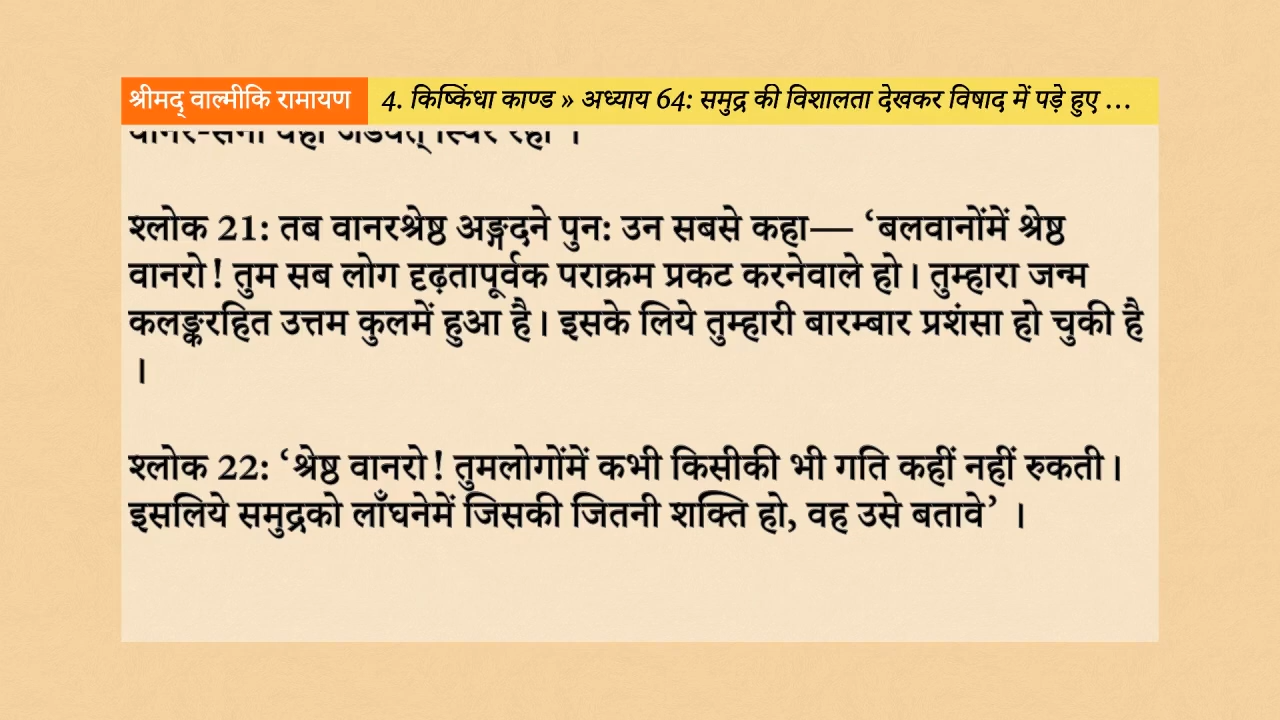 श्रीमद् वाल्मीकि रामायण
4. किष्किंधा काण्ड » अध्याय 64: समुद्र की विशालता देखकर विषाद में पड़े हुए ...
श्लोक 21: तब वानरश्रेष्ठ अङ्गदने पुन: उन सबसे कहा— ‘बलवानोंमें श्रेष्ठ
वानरो! तुम सब लोग दृढ़तापूर्वक पराक्रम प्रकट करनेवाले हो। तुम्हारा जन्म
कलङ्करहित उत्तम कुलमें हुआ है। इसके लिये तुम्हारी बारम्बार प्रशंसा हो चुकी है
।
श्लोक 22: ‘श्रेष्ठ वानरो! तुमलोगोंमें कभी किसीकी भी गति कहीं नहीं रुकती।
इसलिये समुद्रको लाँघनेमें जिसकी जितनी शक्ति हो, वह उसे बतावे’ ।